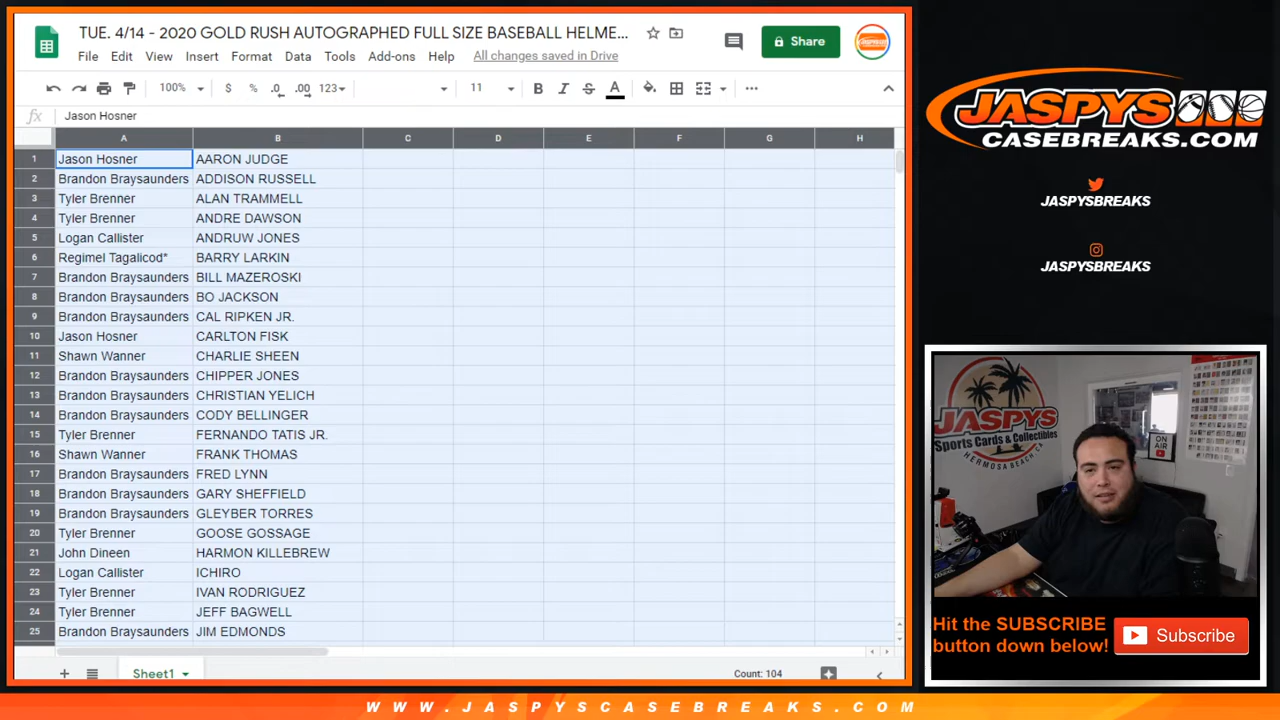 TUE. 4/14 - 2020 GOLD RUSH AUTOGRAPHED FULL SIZE BASEBALL HELME...
File Edit View Insert Format Data Tools Add-ons Help All changes saved in Drive
Share
100% $ % .0 .00 123 11 B I S A
fx Jason Hosner
A B C D E F G H
1 Jason Hosner AARON JUDGE
2 Brandon Braysaunders ADDISON RUSSELL
3 Tyler Brenner ALAN TRAMMELL
4 Tyler Brenner ANDRE DAWSON
5 Logan Callister ANDRUW JONES
6 Regimel Tagalicod* BARRY LARKIN
7 Brandon Braysaunders BILL MAZEROSKI
8 Brandon Braysaunders BO JACKSON
9 Brandon Braysaunders CAL RIPKEN JR.
10 Jason Hosner CARLTON FISK
11 Shawn Wanner CHARLIE SHEEN
12 Brandon Braysaunders CHIPPER JONES
13 Brandon Braysaunders CHRISTIAN YELICH
14 Brandon Braysaunders CODY BELLINGER
15 Tyler Brenner FERNANDO TATIS JR.
16 Shawn Wanner FRANK THOMAS
17 Brandon Braysaunders FRED LYNN
18 Brandon Braysaunders GARY SHEFFIELD
19 Brandon Braysaunders GLEYBER TORRES
20 Tyler Brenner GOOSE GOSSAGE
21 John Dineen HARMON KILLEBREW
22 Logan Callister ICHIRO
23 Tyler Brenner IVAN RODRIGUEZ
24 Tyler Brenner JEFF BAGWELL
25 Brandon Braysaunders JIM EDMONDS
Sheet1
Count: 104
JASPYS
CASEBREAKS.COM
JASPYSBREAKS
JASPYSBREAKS
JASPYS
Sports Cards & Collectibles
HERMOSA BEACH CA
ON
AIR
Hit the SUBSCRIBE
button down below!
Subscribe
WWW.JASPYSCASEBREAKS.COM